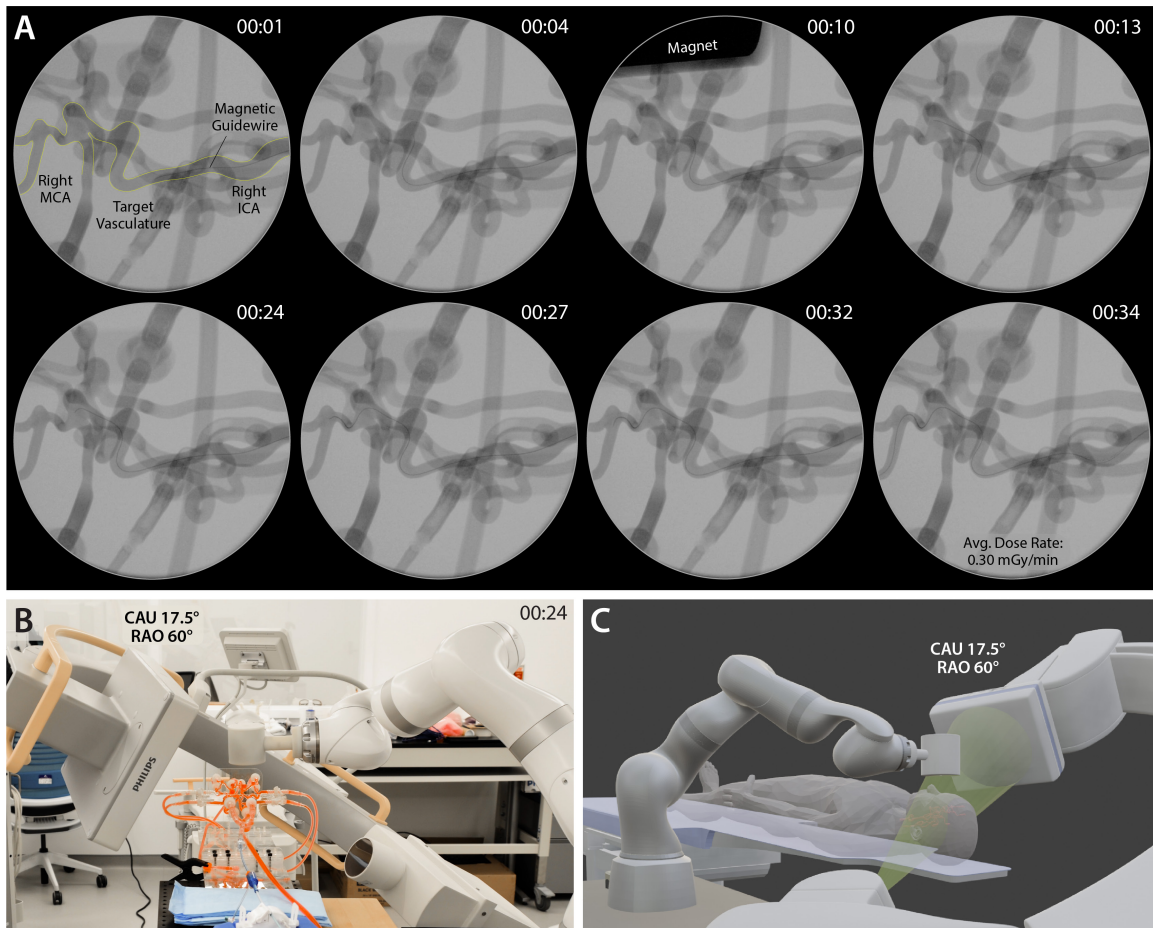 A
00:01
00:04
00:10
00:13
Magnet
Magnetic
Guidewire
Right
MCA
Target
Vasculature
Right
ICA
00:24
00:27
00:32
00:34
Avg. Dose Rate:
0.30 mGy/min
B
CAU 17.5°
RAO 60°
00:24
PHILIPS
C
CAU 17.5°
RAO 60°